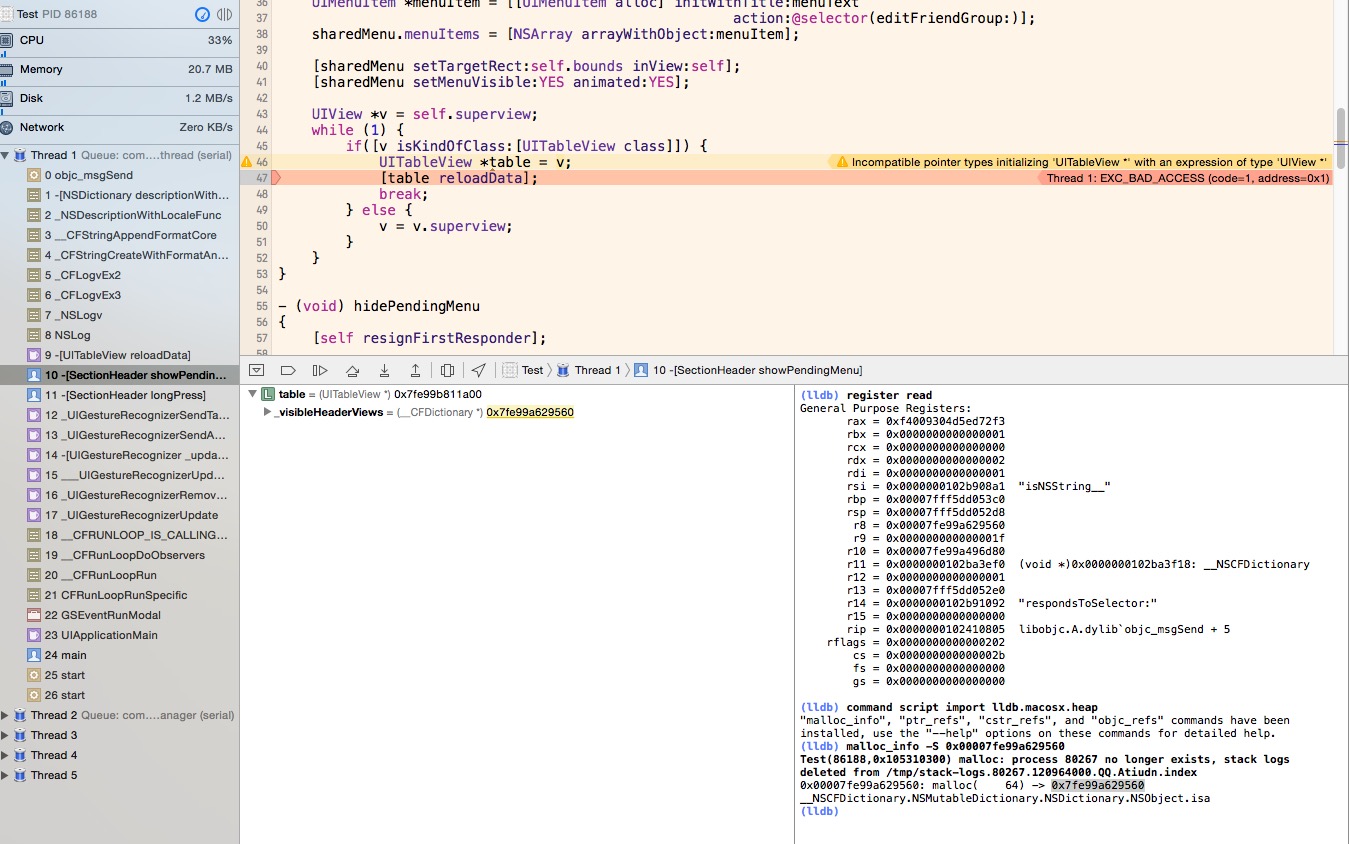 Test PID 86188
CPU 33%
Memory 20.7 MB
Disk 1.2 MB/s
Network Zero KB/s
Thread 1 Queue: com....thread (serial)
0 objc_msgSend
1 -[NSDictionary descriptionWith...
2 _NSDescriptionWithLocaleFunc
3 __CFStringAppendFormatCore
4 _CFStringCreateWithFormatAn...
5 _CFLogvEx2
6 _CFLogvEx3
7 _NSLogv
8 NSLog
9 -[UITableView reloadData]
10 -[SectionHeader showPendin...
11 -[SectionHeader longPress]
12 _UIGestureRecognizerSendTa...
13 _UIGestureRecognizerSendA...
14 -[UIGestureRecognizer _upda...
15 ___UIGestureRecognizerUpd...
16 _UIGestureRecognizerRemov...
17 _UIGestureRecognizerUpdate
18 __CFRUNLOOP_IS_CALLING...
19 __CFRunLoopDoObservers
20 __CFRunLoopRun
21 CFRunLoopRunSpecific
22 GSEventRunModal
23 UIApplicationMain
24 main
25 start
26 start
Thread 2 Queue: com....anager (serial)
Thread 3
Thread 4
Thread 5
36 UIMenuItem *menuItem = [[UIMenuItem alloc] initWithTitle:menuText
37 action:@selector(editFriendGroup:)];
38 sharedMenu.menuItems = [NSArray arrayWithObject:menuItem];
39
40 [sharedMenu setTargetRect:self.bounds inView:self];
41 [sharedMenu setMenuVisible:YES animated:YES];
42
43 UIView *v = self.superview;
44 while (1) {
45 if([v isKindOfClass:[UITableView class]]) {
46 UITableView *table = v; Incompatible pointer types initializing 'UITableView *' with an expression of type 'UIView *'
47 [table reloadData]; Thread 1: EXC_BAD_ACCESS (code=1, address=0x1)
48 break;
49 } else {
50 v = v.superview;
51 }
52 }
53 }
54
55 - (void) hidePendingMenu
56 {
57 [self resignFirstResponder];
58
Test Thread 1 10 -[SectionHeader showPendingMenu]
L table = (UITableView *) 0x7fe99b811a00
_visibleHeaderViews = (__CFDictionary *) 0x7fe99a629560
(lldb) register read
General Purpose Registers:
rax = 0xf4009304d5ed72f3
rbx = 0x0000000000000001
rcx = 0x0000000000000000
rdx = 0x0000000000000002
rdi = 0x0000000000000001
rsi = 0x0000000102b908a1 "isNSString__"
rbp = 0x00007fff5dd053c0
rsp = 0x00007fff5dd052d8
r8 = 0x00007fe99a629560
r9 = 0x000000000000001f
r10 = 0x00007fe99a496d80
r11 = 0x0000000102ba3ef0 (void *)0x0000000102ba3f18: __NSCFDictionary
r12 = 0x0000000000000001
r13 = 0x00007fff5dd052e0
r14 = 0x0000000102b91092 "respondsToSelector:"
r15 = 0x0000000000000000
rip = 0x0000000102410805 libobjc.A.dylib`objc_msgSend + 5
rflags = 0x0000000000000202
cs = 0x000000000000002b
fs = 0x0000000000000000
gs = 0x0000000000000000
(lldb) command script import lldb.macosx.heap
"malloc_info", "ptr_refs", "cstr_refs", and "objc_refs" commands have been
installed, use the "--help" options on these commands for detailed help.
(lldb) malloc_info -S 0x00007fe99a629560
Test(86188,0x105310300) malloc: process 80267 no longer exists, stack logs
deleted from /tmp/stack-logs.80267.120964000.QQ.Atiudn.index
0x00007fe99a629560: malloc( 64) -> 0x7fe99a629560
__NSCFDictionary.NSMutableDictionary.NSDictionary.NSObject.isa
(lldb)